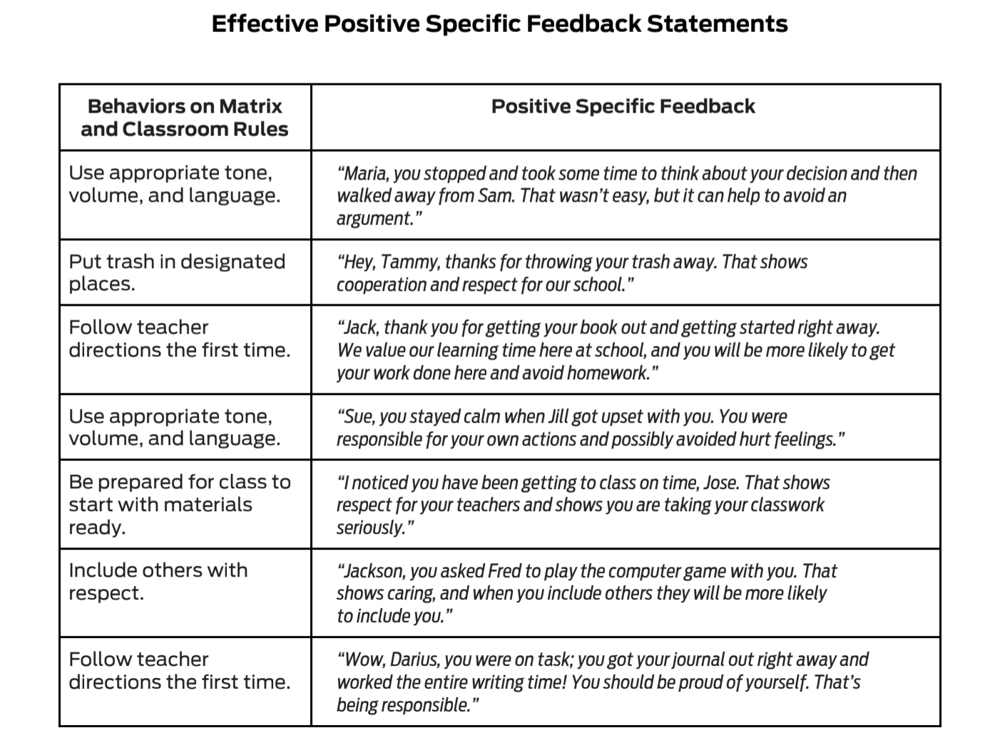 Effective Positive Specific Feedback Statements
Behaviors on Matrix
and Classroom Rules
Positive Specific Feedback
Use appropriate tone,
volume, and language.
“Maria, you stopped and took some time to think about your decision and then
walked away from Sam. That wasn’t easy, but it can help to avoid an
argument.”
Put trash in designated
places.
“Hey, Tammy, thanks for throwing your trash away. That shows
cooperation and respect for our school.”
Follow teacher
directions the first time.
“Jack, thank you for getting your book out and getting started right away.
We value our learning time here at school, and you will be more likely to get
your work done here and avoid homework.”
Use appropriate tone,
volume, and language.
“Sue, you stayed calm when Jill got upset with you. You were
responsible for your own actions and possibly avoided hurt feelings.”
Be prepared for class to
start with materials
ready.
“I noticed you have been getting to class on time, Jose. That shows
respect for your teachers and shows you are taking your classwork
seriously.”
Include others with
respect.
“Jackson, you asked Fred to play the computer game with you. That
shows caring, and when you include others they will be more likely
to include you.”
Follow teacher
directions the first time.
“Wow, Darius, you were on task; you got your journal out right away and
worked the entire writing time! You should be proud of yourself. That’s
being responsible.”